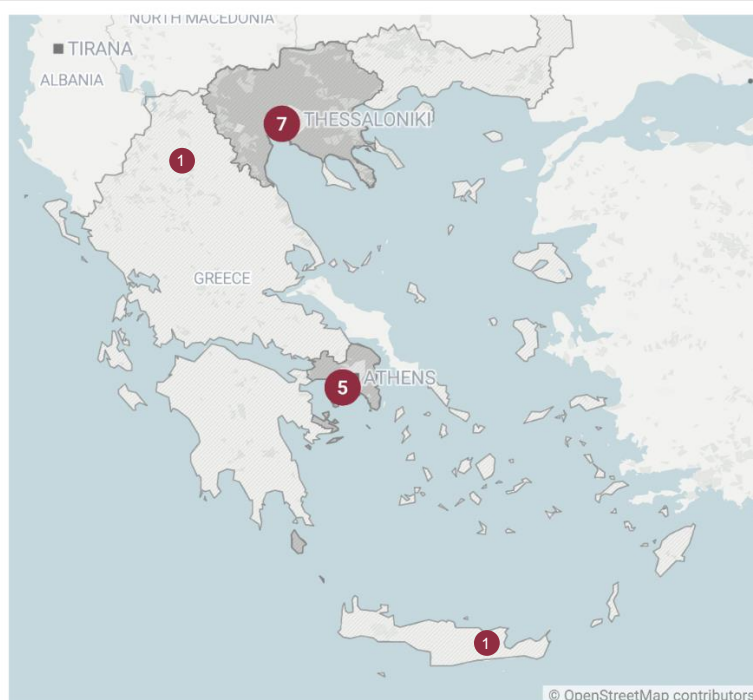 NORTH MACEDONIA
TIRANA
ALBANIA
THESSALONIKI
7
1
GREECE
ATHENS
5
1
© OpenStreetMap contributors